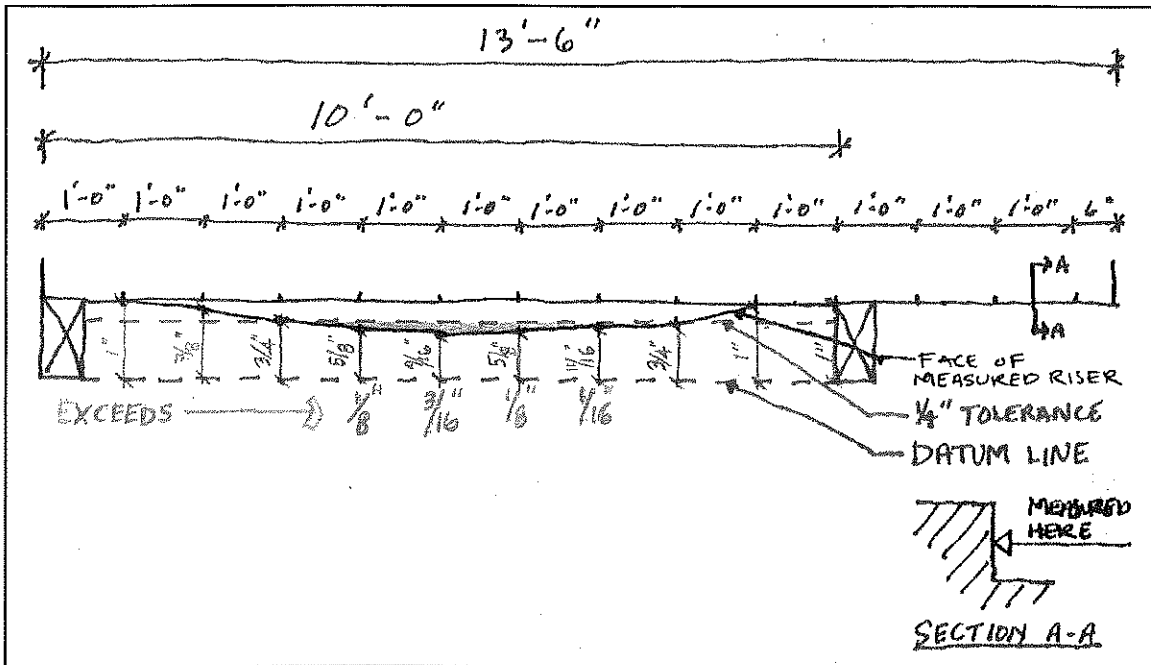 13'-6"
10'-0"
1'-0" 1'-0" 1'-0" 1'-0" 1'-0" 1'-0" 1'-0" 1'-0" 1'-0" 1'-0" 1'-0" 1'-0" 1'-0" 6"
A
A
1" 3/4" 5/8" 9/16" 5/8" 11/16 3/4" 1" 1"
FACE OF
MEASURED RISER
EXCEEDS 1/8" 3/16" 1/8" 1/16"
1/4" TOLERANCE
DATUM LINE
MEASURED
HERE
SECTION A-A